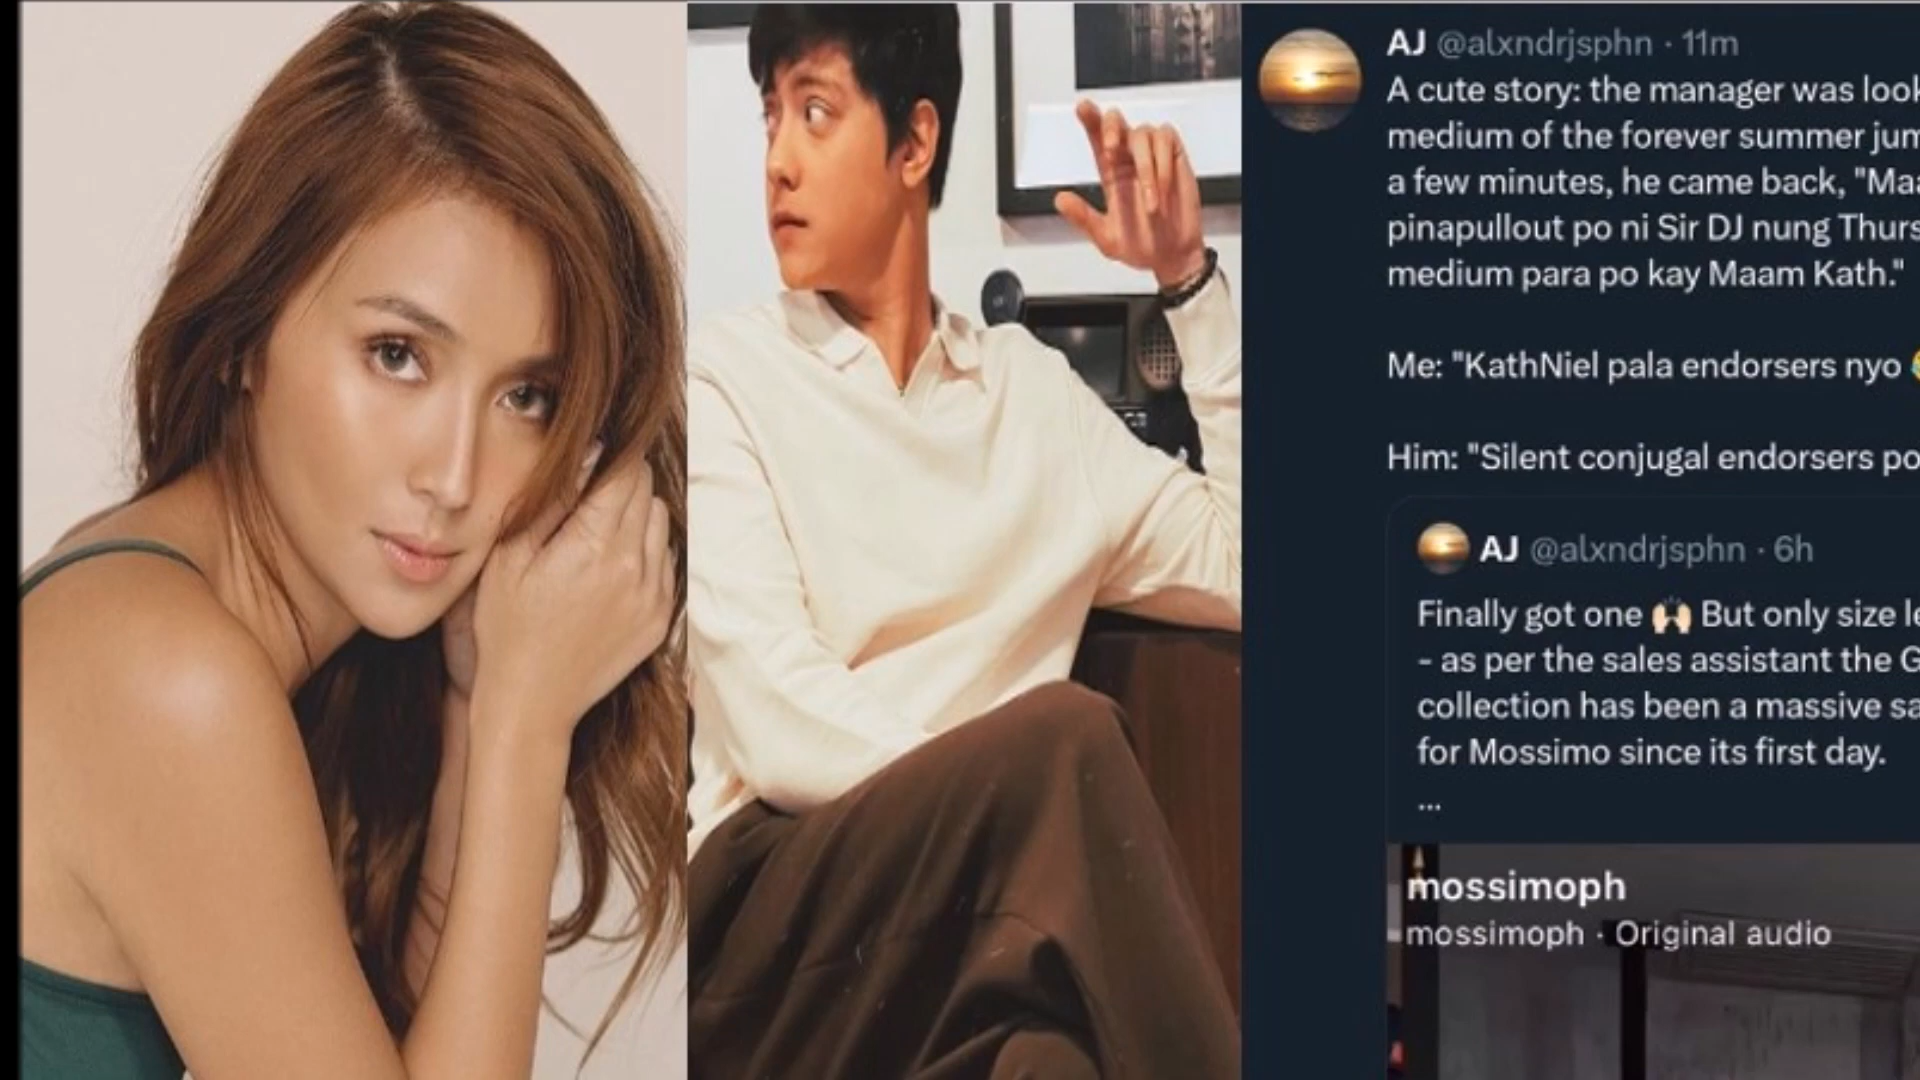 AJ @alxndrjsphn · 11m
A cute story: the manager was look
medium of the forever summer jum
a few minutes, he came back, "Maa
pinapullout po ni Sir DJ nung Thurs
medium para po kay Maam Kath."
Me: "KathNiel pala endorsers nyo
Him: "Silent conjugal endorsers po
AJ @alxndrjsphn · 6h
Finally got one 🙌🏻 But only size le
- as per the sales assistant the G
collection has been a massive sa
for Mossimo since its first day.
...
mossimoph
mossimoph · Original audio